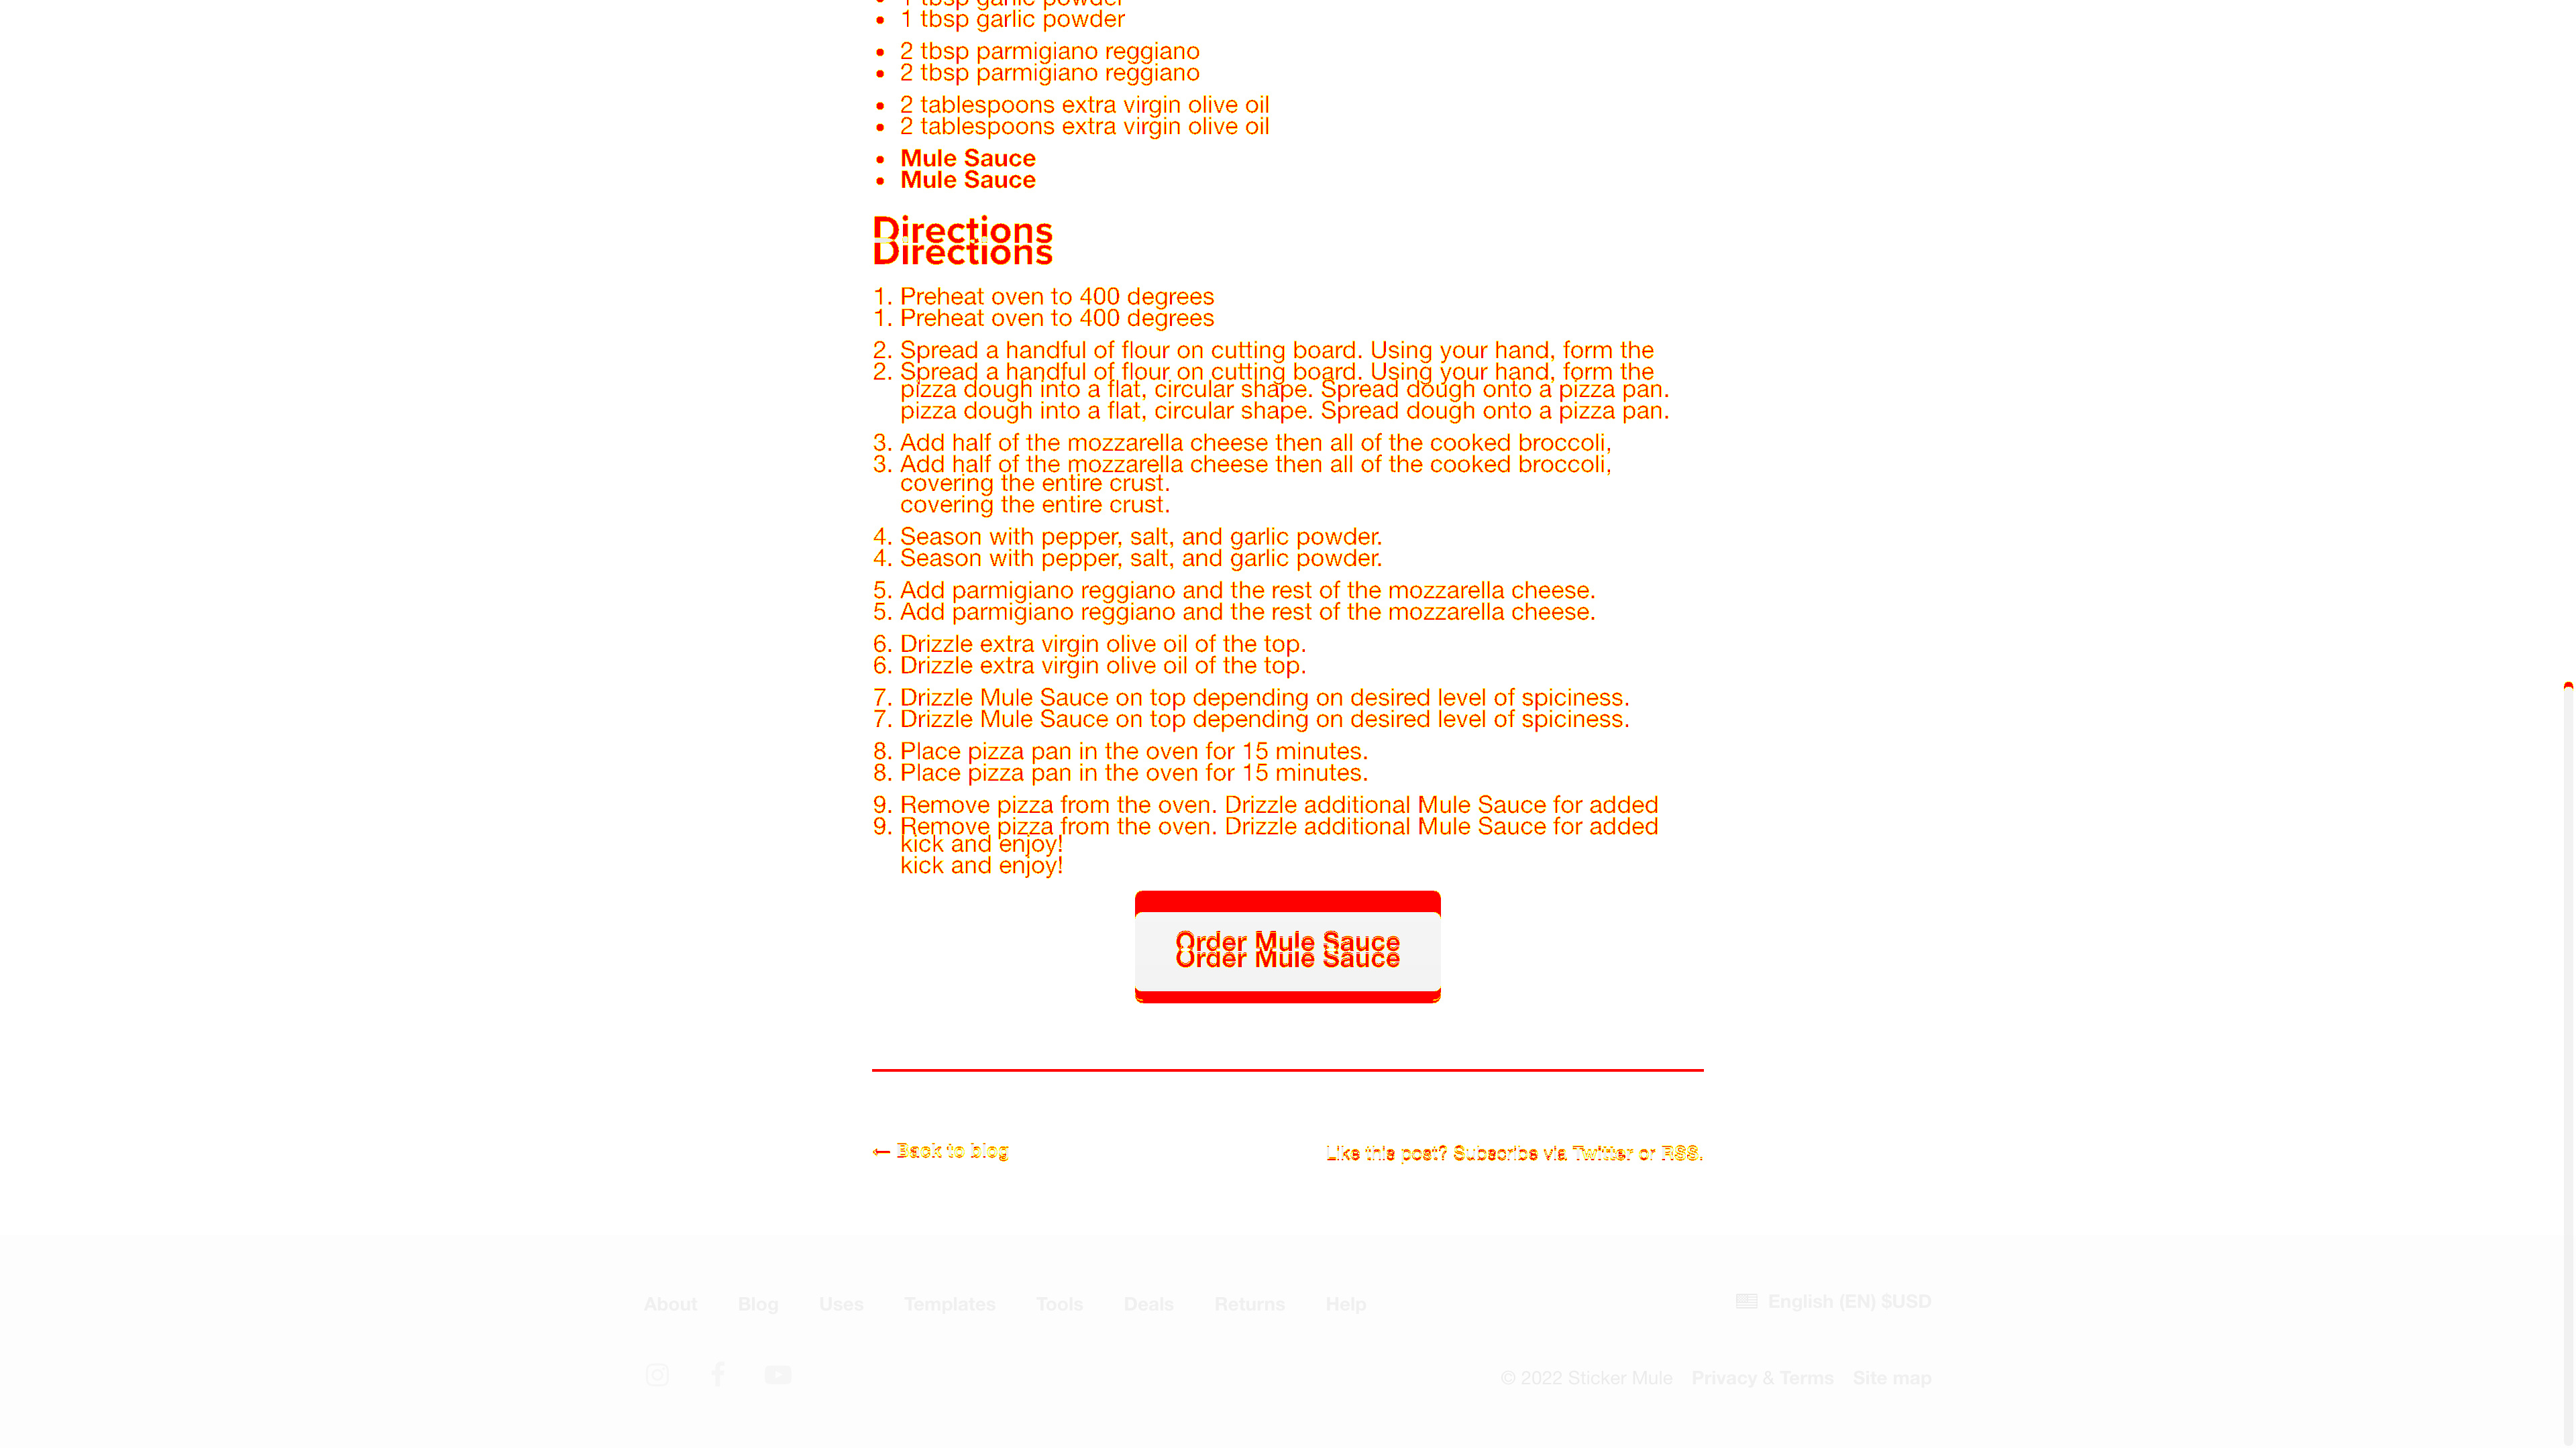 • 1 tbsp garlic powder
• 1 tbsp garlic powder
• 2 tbsp parmigiano reggiano
• 2 tbsp parmigiano reggiano
• 2 tablespoons extra virgin olive oil
• 2 tablespoons extra virgin olive oil
• Mule Sauce
• Mule Sauce
Directions
Directions
1. Preheat oven to 400 degrees
1. Preheat oven to 400 degrees
2. Spread a handful of flour on cutting board. Using your hand, form the
2. Spread a handful of flour on cutting board. Using your hand, form the
pizza dough into a flat, circular shape. Spread dough onto a pizza pan.
pizza dough into a flat, circular shape. Spread dough onto a pizza pan.
3. Add half of the mozzarella cheese then all of the cooked broccoli,
3. Add half of the mozzarella cheese then all of the cooked broccoli,
covering the entire crust.
covering the entire crust.
4. Season with pepper, salt, and garlic powder.
4. Season with pepper, salt, and garlic powder.
5. Add parmigiano reggiano and the rest of the mozzarella cheese.
5. Add parmigiano reggiano and the rest of the mozzarella cheese.
6. Drizzle extra virgin olive oil of the top.
6. Drizzle extra virgin olive oil of the top.
7. Drizzle Mule Sauce on top depending on desired level of spiciness.
7. Drizzle Mule Sauce on top depending on desired level of spiciness.
8. Place pizza pan in the oven for 15 minutes.
8. Place pizza pan in the oven for 15 minutes.
9. Remove pizza from the oven. Drizzle additional Mule Sauce for added
9. Remove pizza from the oven. Drizzle additional Mule Sauce for added
kick and enjoy!
kick and enjoy!
Order Mule Sauce
Order Mule Sauce
← Back to blog
Like this post? Subscribe via Twitter or RSS.
About Blog Uses Templates Tools Deals Returns Help
English (EN) $USD
© 2022 Sticker Mule Privacy & Terms Site map